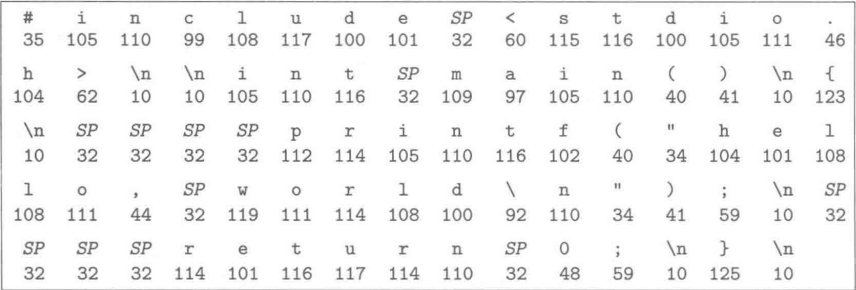 # i n c l u d e SP < s t d i o .
35 105 110 99 108 117 100 101 32 60 115 116 100 105 111 46
h > \n \n i n t SP m a i n ( ) \n {
104 62 10 10 105 110 116 32 109 97 105 110 40 41 10 123
\n SP SP SP SP p r i n t f ( " h e l
10 32 32 32 32 112 114 105 110 116 102 40 34 104 101 108
l o , SP w o r l d \ n " ) ; \n SP
108 111 44 32 119 111 114 108 100 92 110 34 41 59 10 32
SP SP SP r e t u r n SP 0 ; \n } \n
32 32 32 114 101 116 117 114 110 32 48 59 10 125 10